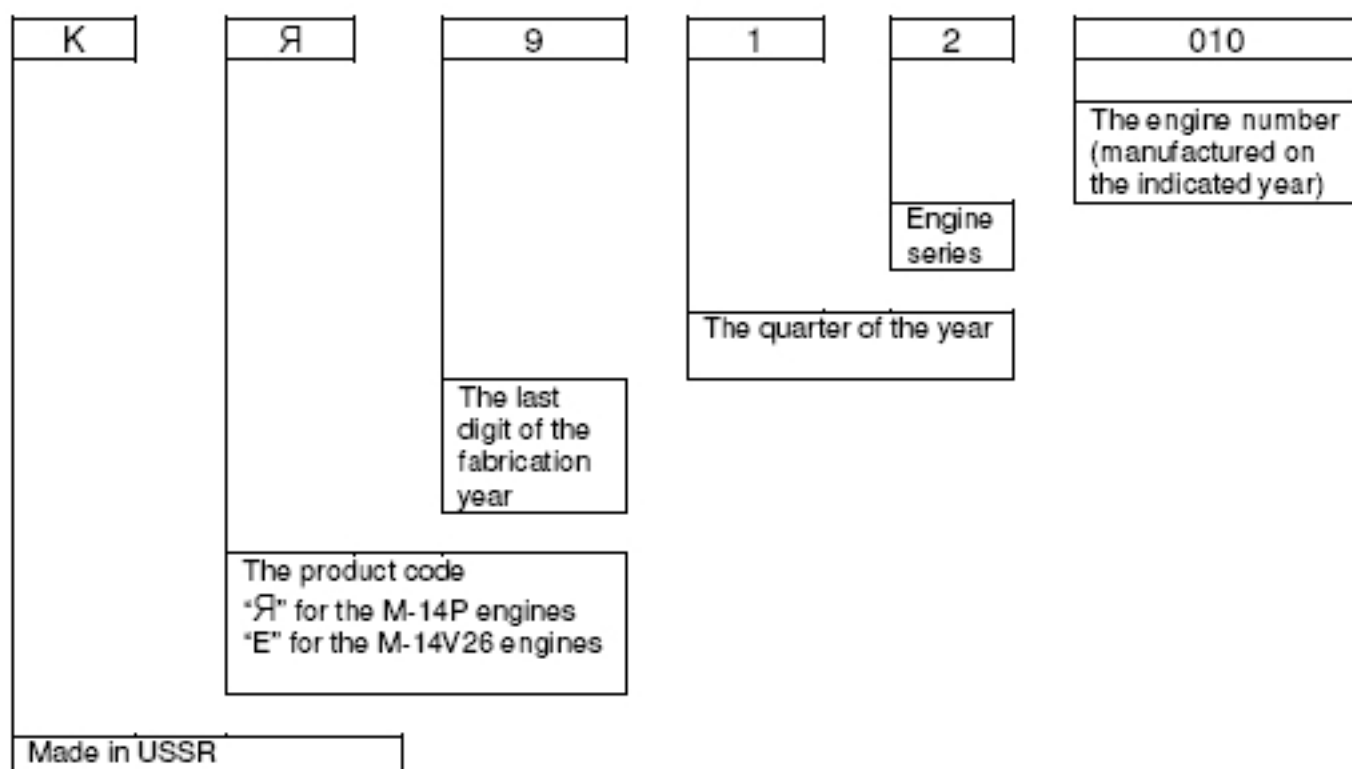 K Я 9 1 2 010
The engine number
(manufactured on
the indicated year)
Engine
series
The quarter of the year
The last
digit of the
fabrication
year
The product code
“Я” for the M-14P engines
“E” for the M-14V26 engines
Made in USSR